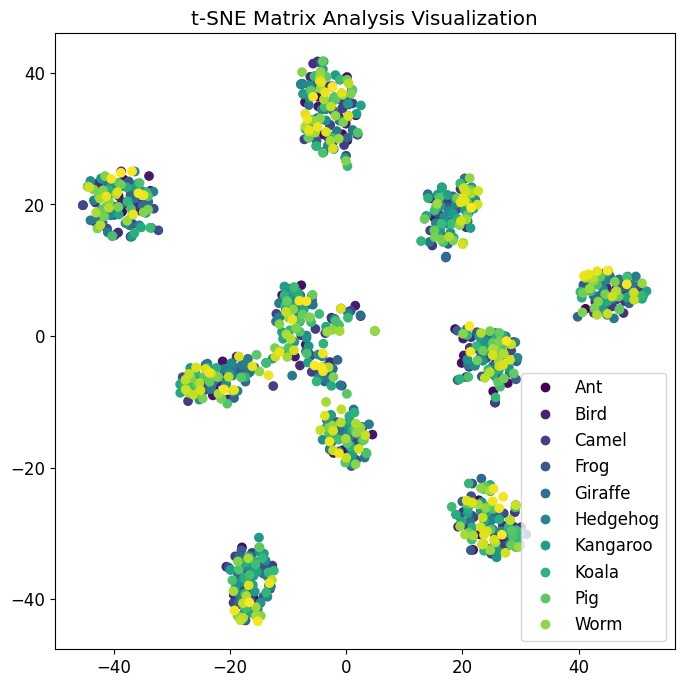 t-SNE Matrix Analysis Visualization
40
20
0
−20
−40
−40
−20
0
20
40
Ant
Bird
Camel
Frog
Giraffe
Hedgehog
Kangaroo
Koala
Pig
Worm